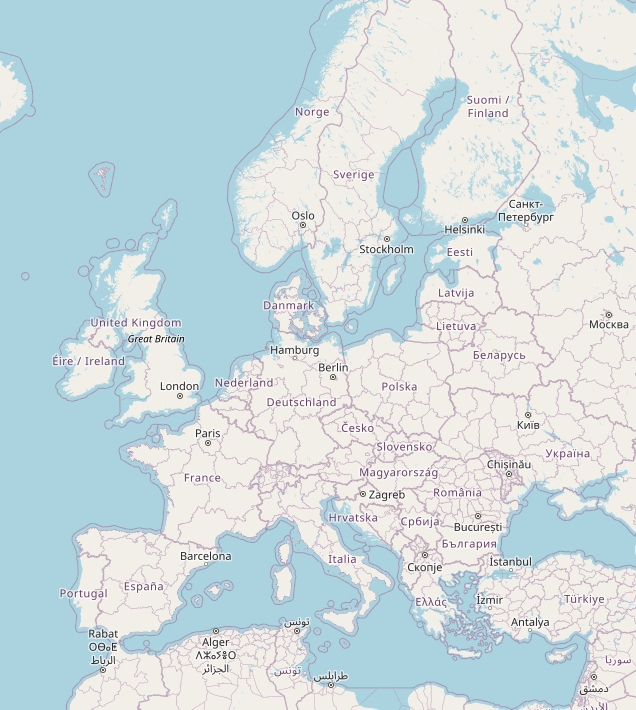 Norge
Suomi /
Finland
Sverige
Санкт-
Петербург
Oslo
Helsinki
Stockholm
Eesti
Latvija
Danmark
United Kingdom
Great Britain
Lietuva
Москва
Hamburg
Беларусь
Éire / Ireland
Berlin
London
Nederland
Polska
Deutschland
Київ
Česko
Paris
Slovensko
Україна
Chișinău
France
Magyarország
România
Zagreb
Hrvatska
Србија
București
България
Barcelona
Italia
Скопје
İstanbul
España
Portugal
Ελλάς
İzmir
Türkiye
Antalya
Rabat
ⵔⴱⴰⵟ
الرباط
تونس
Alger
ⴷⵣⴰⵢⴻⵔ
الجزائر
تونس
طرابلس
سوريا
دمشق
الأردن